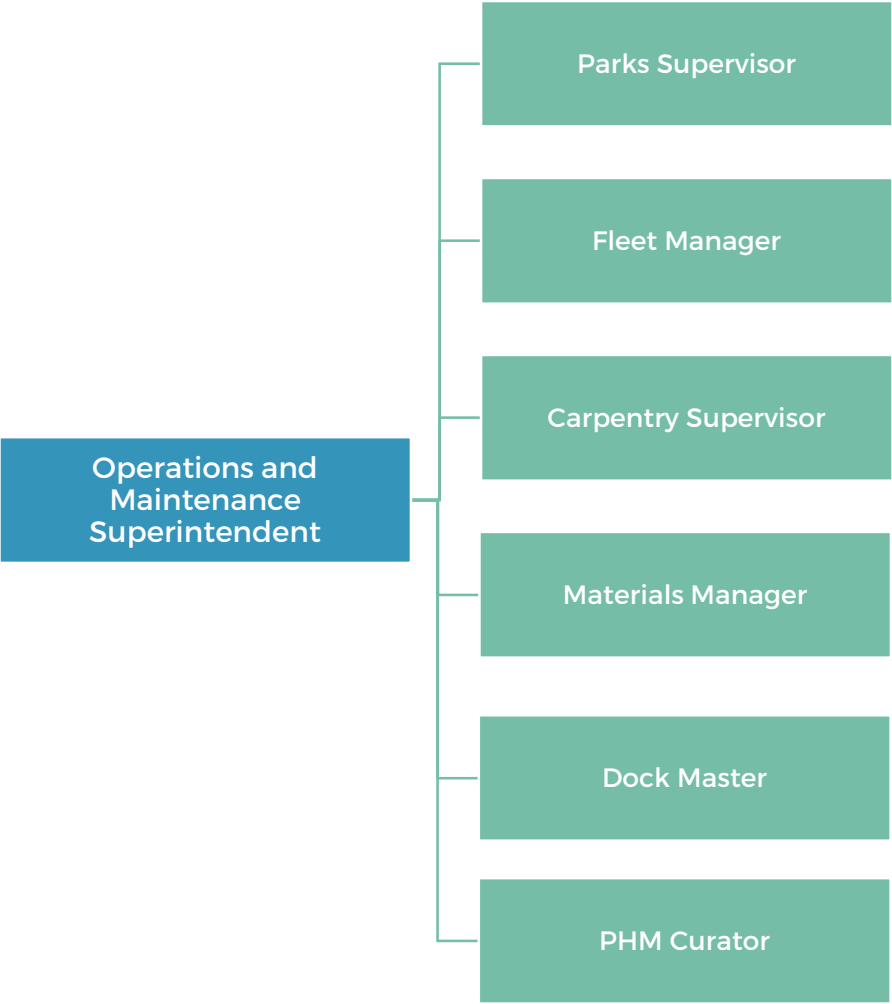 Parks Supervisor
Fleet Manager
Carpentry Supervisor
Operations and
Maintenance
Superintendent
Materials Manager
Dock Master
PHM Curator